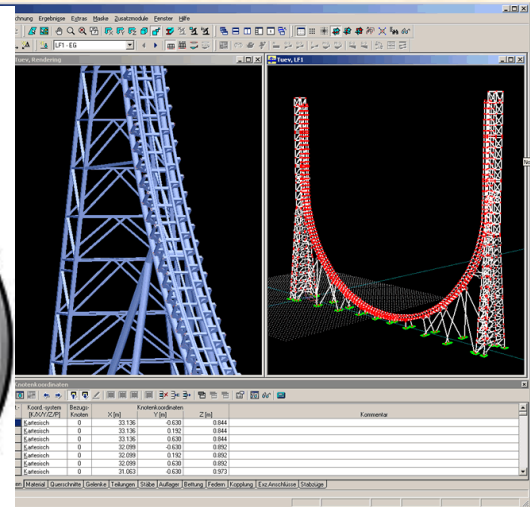 chnung Ergebnisse Extras Maske Zusatzmodule Fenster Hilfe
LF1 - EG
Tuev, Rendering
Tuev, LF1
Knotenkoordinaten
Koord.-system Bezugs- Knotenkoordinaten
[K/X/Y/Z/P] Knoten X [m] Y [m] Z [m] Kommentar
Kartesisch 0 33.136 -0.630 0.844
Kartesisch 0 33.136 0.192 0.844
Kartesisch 0 33.136 0.630 0.844
Kartesisch 0 32.099 -0.630 0.892
Kartesisch 0 32.099 0.192 0.892
Kartesisch 0 32.099 0.630 0.892
Kartesisch 0 31.063 -0.630 0.973
Material Querschnitte Gelenke Teilungen Stäbe Auflager Bettung Federn Kopplung Exz.Anschlüsse Stabzüge